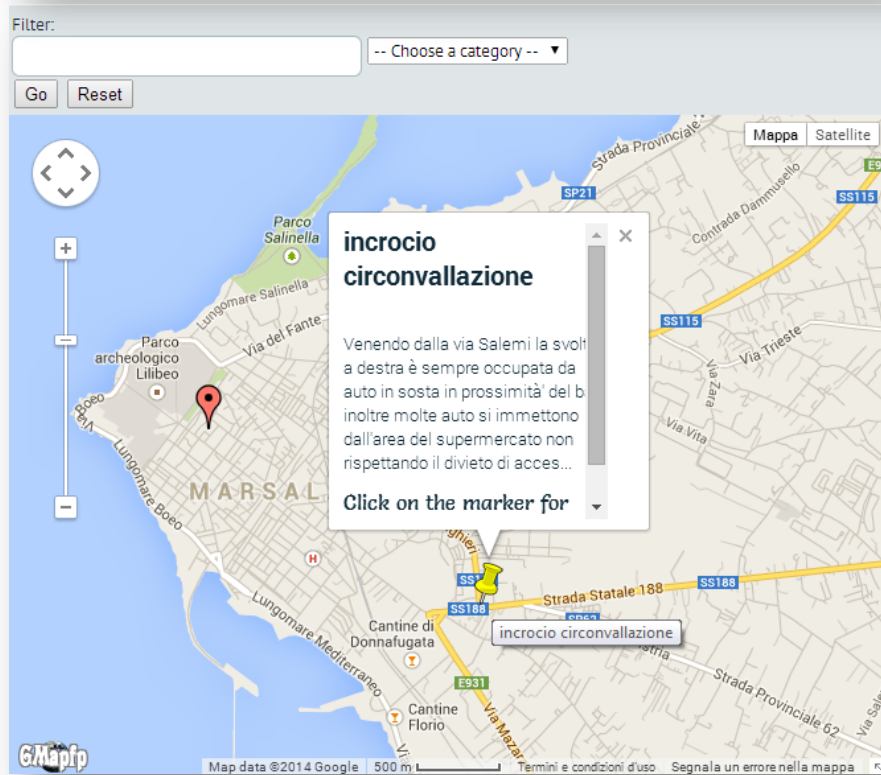 Filter:
-- Choose a category --
Go Reset
Mappa Satellite
Strada Provinciale
SP21
SS115
Contrada Dammusello
Parco
Salinella
incrocio
circonvallazione
Lungomare Salinella
SS115
Via del Fante
Via Trieste
Parco
archeologico
Lilibeo
Venendo dalla via Salemi la svolt
a destra è sempre occupata da
auto in sosta in prossimità' del b
inoltre molte auto si immettono
dall'area del supermercato non
rispettando il divieto di acces...
Via Zara
Boeo
Via Vita
Lungomare Boeo
MARSAL
Click on the marker for
H
SS188
Strada Statale 188
SS188
Lungomare Mediterraneo
Cantine di
Donnafugata
incrocio circonvallazione
E931
Strada Provinciale 62
Cantine
Florio
Via Mazar
GMapfp
Map data ©2014 Google
500 m
Termini e condizioni d'uso
Segnala un errore nella mappa